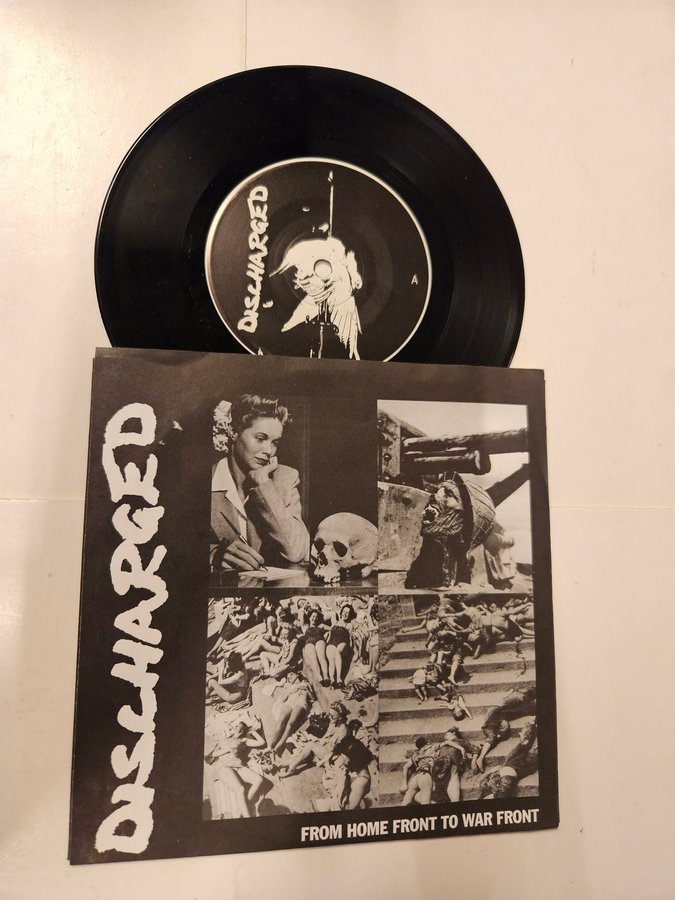 DISCHARGED
A
DISCHARGED
FROM HOME FRONT TO WAR FRONT